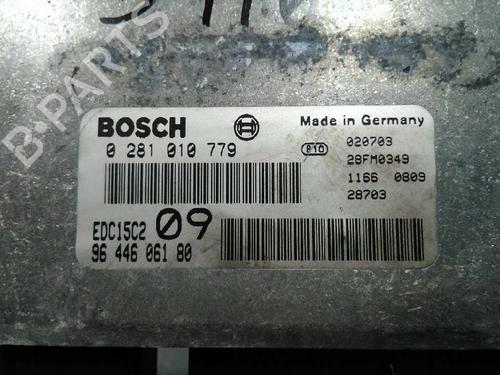 BOSCH
Made in Germany
0 281 010 779
810
020703
28FM0349
1166 0809
28703
EDC15C2 09
96 446 061 80
B-PARTS